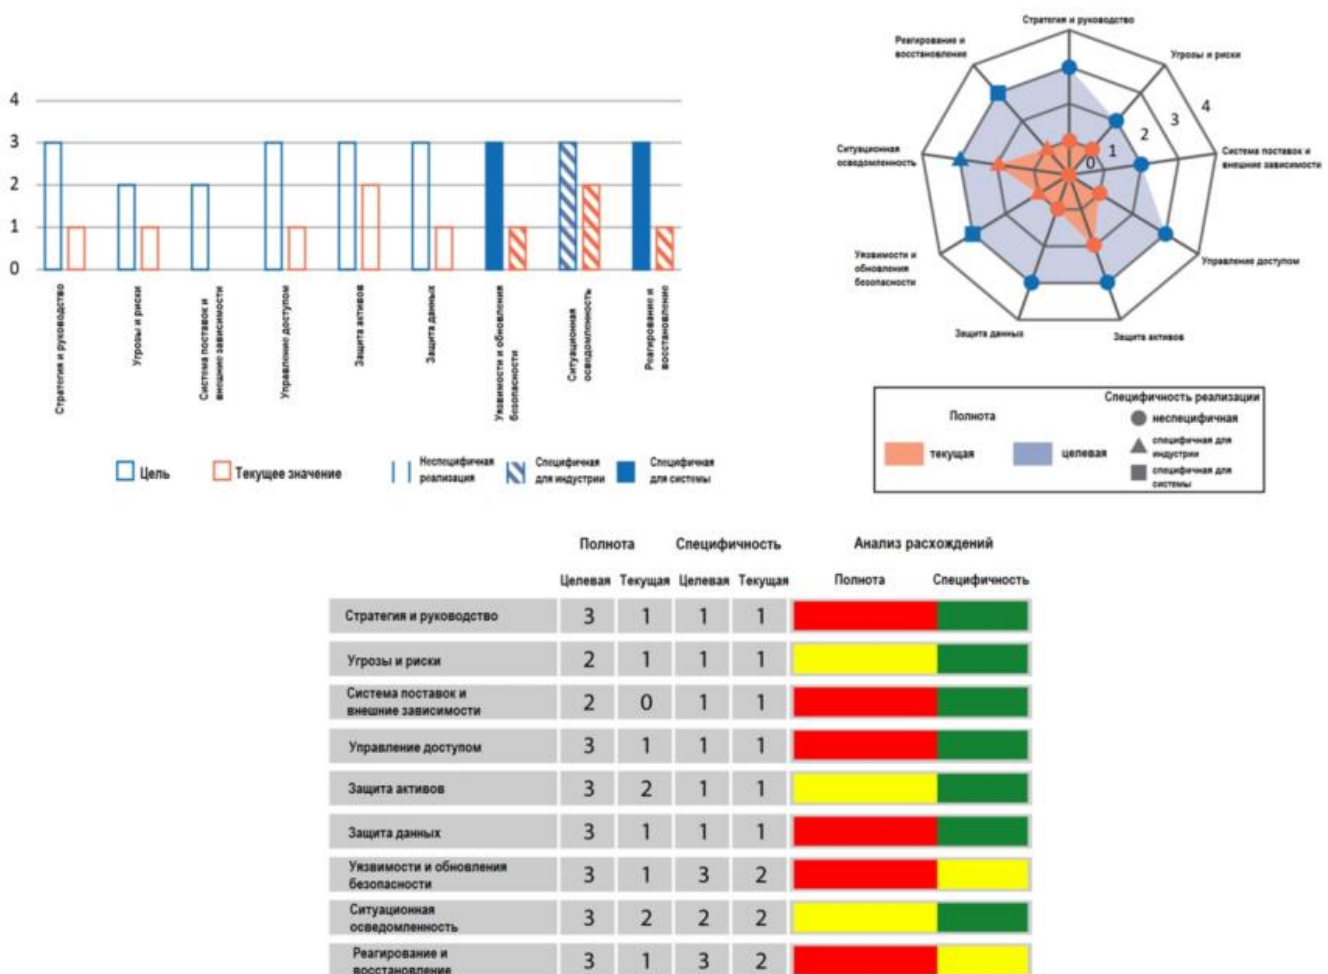 4
3
2
1
0
Стратегия и руководство
Угрозы и риски
Система поставок и
внешние зависимости
Управление доступом
Защита активов
Защита данных
Уязвимости и обновления
безопасности
Ситуационная
осведомленность
Реагирование и
восстановление
Цель
Текущее значение
Неспецифичная
реализация
Специфичная
для индустрии
Специфичная
для системы
Стратегия и руководство
Реагирование и
восстановление
Угрозы и риски
4
3
2
1
0
Ситуационная
осведомленность
Система поставок и
внешние зависимости
Уязвимости и
обновления
безопасности
Управление доступом
Защита данных
Защита активов
Специфичность реализации
Полнота
неспецифичная
текущая
целевая
специфичная для
индустрии
специфичная для
системы
Полнота Специфичность Анализ расхождений
Целевая Текущая Целевая Текущая Полнота Специфичность
Стратегия и руководство 3 1 1 1
Угрозы и риски 2 1 1 1
Система поставок и
внешние зависимости 2 0 1 1
Управление доступом 3 1 1 1
Защита активов 3 2 1 1
Защита данных 3 1 1 1
Уязвимости и обновления
безопасности 3 1 3 2
Ситуационная
осведомленность 3 2 2 2
Реагирование и
восстановление 3 1 3 2